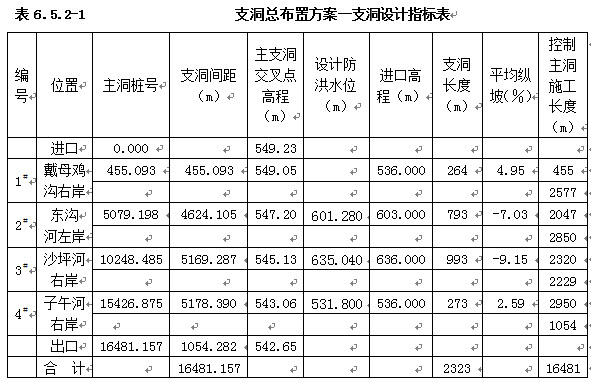 表 6.5.2-1 支洞总布置方案一支洞设计指标表
编号 位置 主洞桩号 支洞间距（m） 主支洞交叉点高程（m） 设计防洪水位（m） 进口高程（m） 支洞长度（m） 平均纵坡(%) 控制主洞施工长度（m）
进口 0.000 549.23
1# 戴母鸡沟右岸 455.093 455.093 549.05 536.000 264 4.95 455
2577
2# 东沟河左岸 5079.198 4624.105 547.20 601.280 603.000 793 -7.03 2047
2850
3# 沙坪河右岸 10248.485 5169.287 545.13 635.040 636.000 993 -9.15 2320
2229
4# 子午河右岸 15426.875 5178.390 543.06 531.800 536.000 273 2.59 2950
1054
出口 16481.157 1054.282 542.65
合 计 16481.157 2323 16481